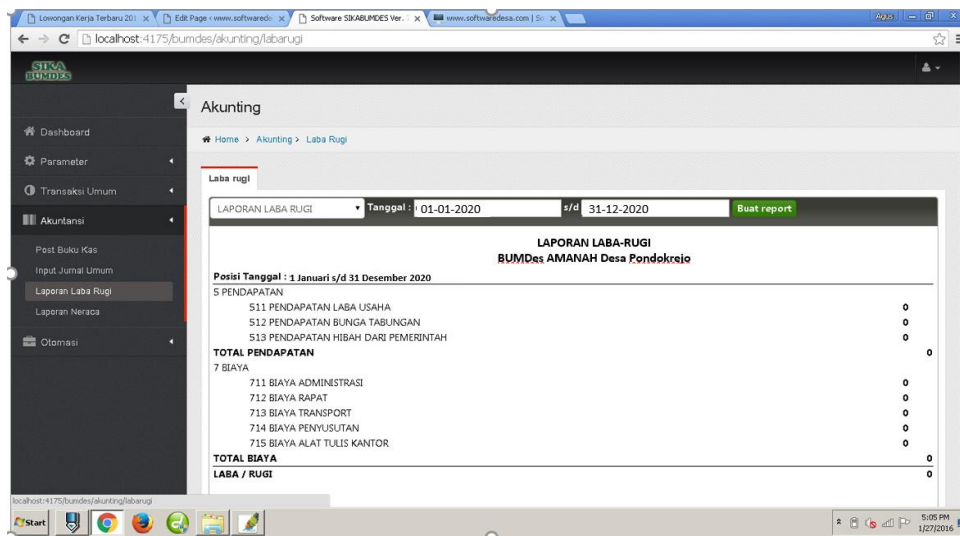 Lowongan Kerja Terbaru 201
Edit Page ‹ www.softwarede
Software SIKABUMDES Ver.
www.softwaredesa.com | So
Agus
localhost:4175/bumdes/akunting/labarugi
SIKA
BUMDES
Akunting
Dashboard
Home > Akunting > Laba Rugi
Parameter
Laba rugi
Transaksi Umum
LAPORAN LABA RUGI Tanggal : 01-01-2020 s/d 31-12-2020 Buat report
Akuntansi
LAPORAN LABA-RUGI
Post Buku Kas
BUMDes AMANAH Desa Pondokrejo
Input Jurnal Umum
Posisi Tanggal : 1 Januari s/d 31 Desember 2020
Laporan Laba Rugi
5 PENDAPATAN
511 PENDAPATAN LABA USAHA 0
Laporan Neraca
512 PENDAPATAN BUNGA TABUNGAN 0
513 PENDAPATAN HIBAH DARI PEMERINTAH 0
Otomasi
TOTAL PENDAPATAN 0
7 BIAYA
711 BIAYA ADMINISTRASI 0
712 BIAYA RAPAT 0
713 BIAYA TRANSPORT 0
714 BIAYA PENYUSUTAN 0
715 BIAYA ALAT TULIS KANTOR 0
TOTAL BIAYA 0
LABA / RUGI 0
localhost:4175/bumdes/akunting/labarugi
Start
5:05 PM
1/27/2016